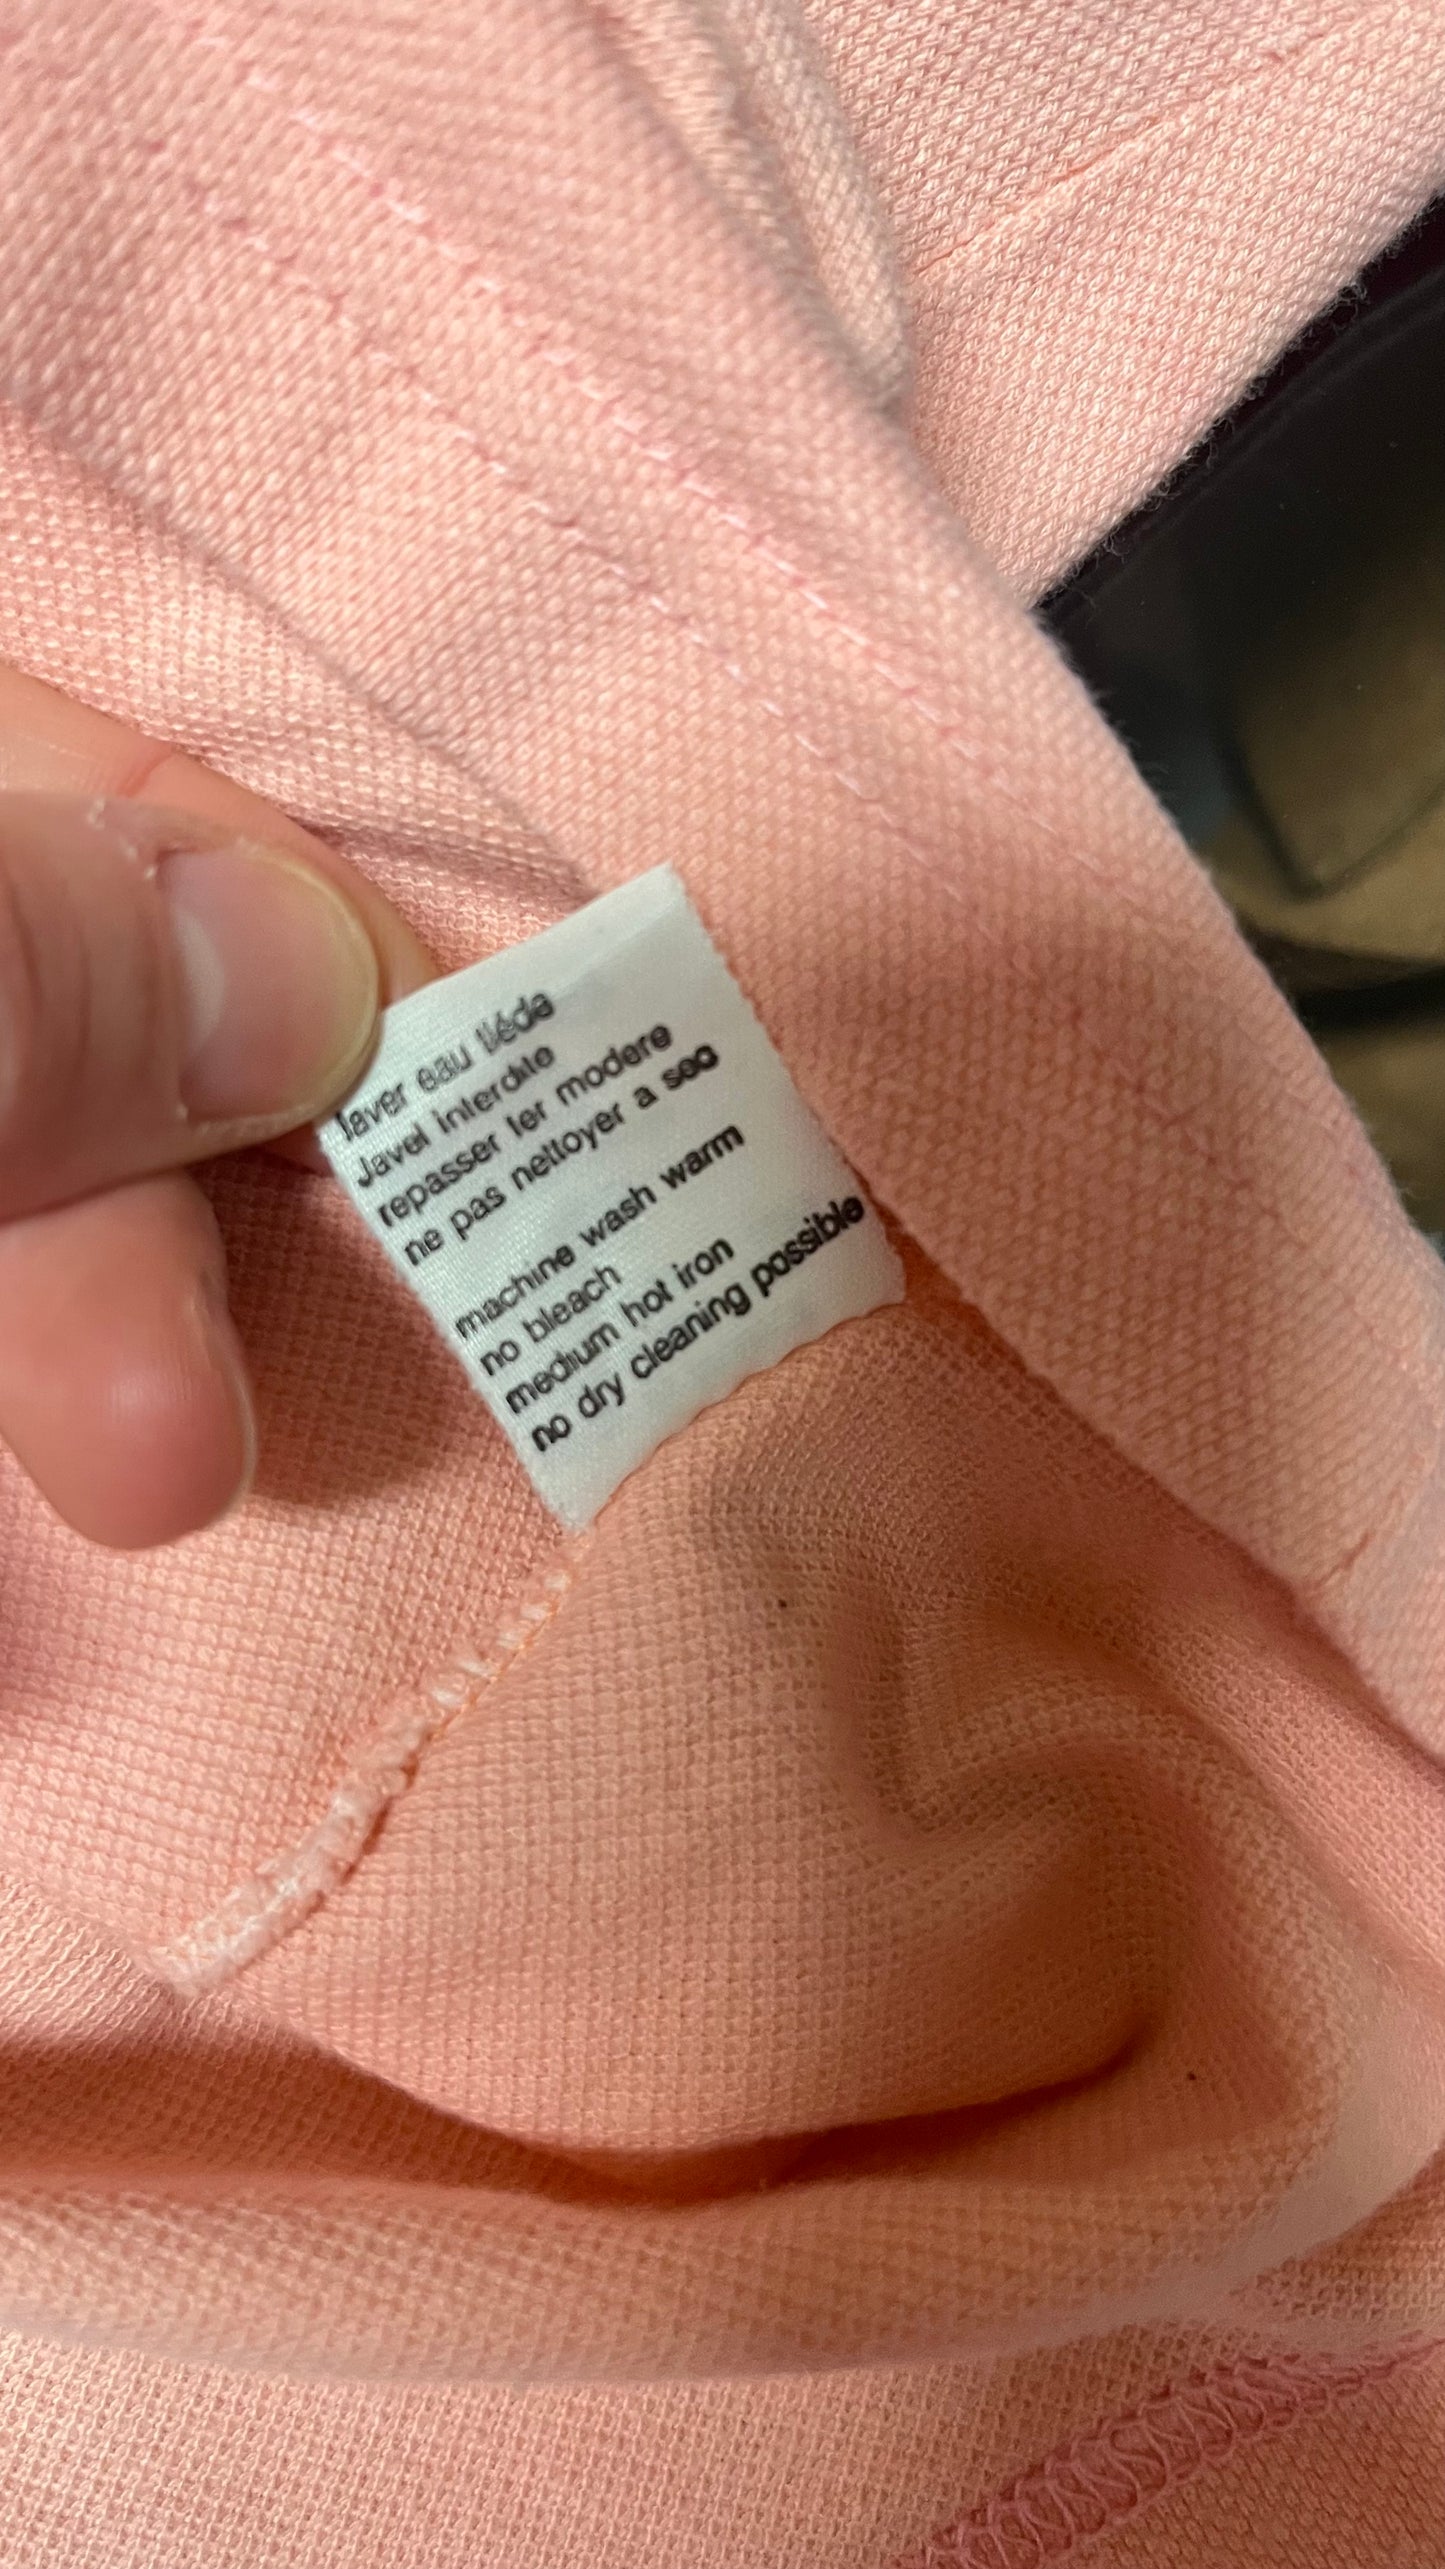 laver eau tiéde
Javel interdite
repasser fer modere
ne pas nettoyer a sec
machine wash warm
no bleach
medium hot iron
no dry cleaning possible